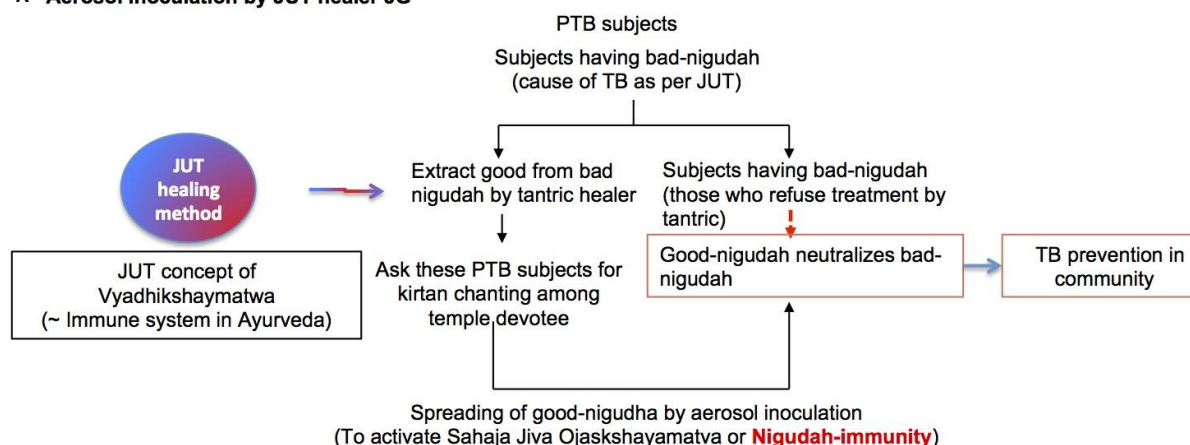 A Aerosol inoculation by JUT healer JG
PTB subjects
Subjects having bad-nigudah
(cause of TB as per JUT)
JUT
healing
method
Extract good from bad
nigudah by tantric healer
Subjects having bad-nigudah
(those who refuse treatment by
tantric)
JUT concept of
Vyadhikshaymatwa
(~ Immune system in Ayurveda)
Ask these PTB subjects for
kirtan chanting among
temple devotee
Good-nigudah neutralizes bad-
nigudah
TB prevention in
community
Spreading of good-nigudha by aerosol inoculation
(To activate Sahaja Jiva Ojaskshayamatva or Nigudah-immunity)